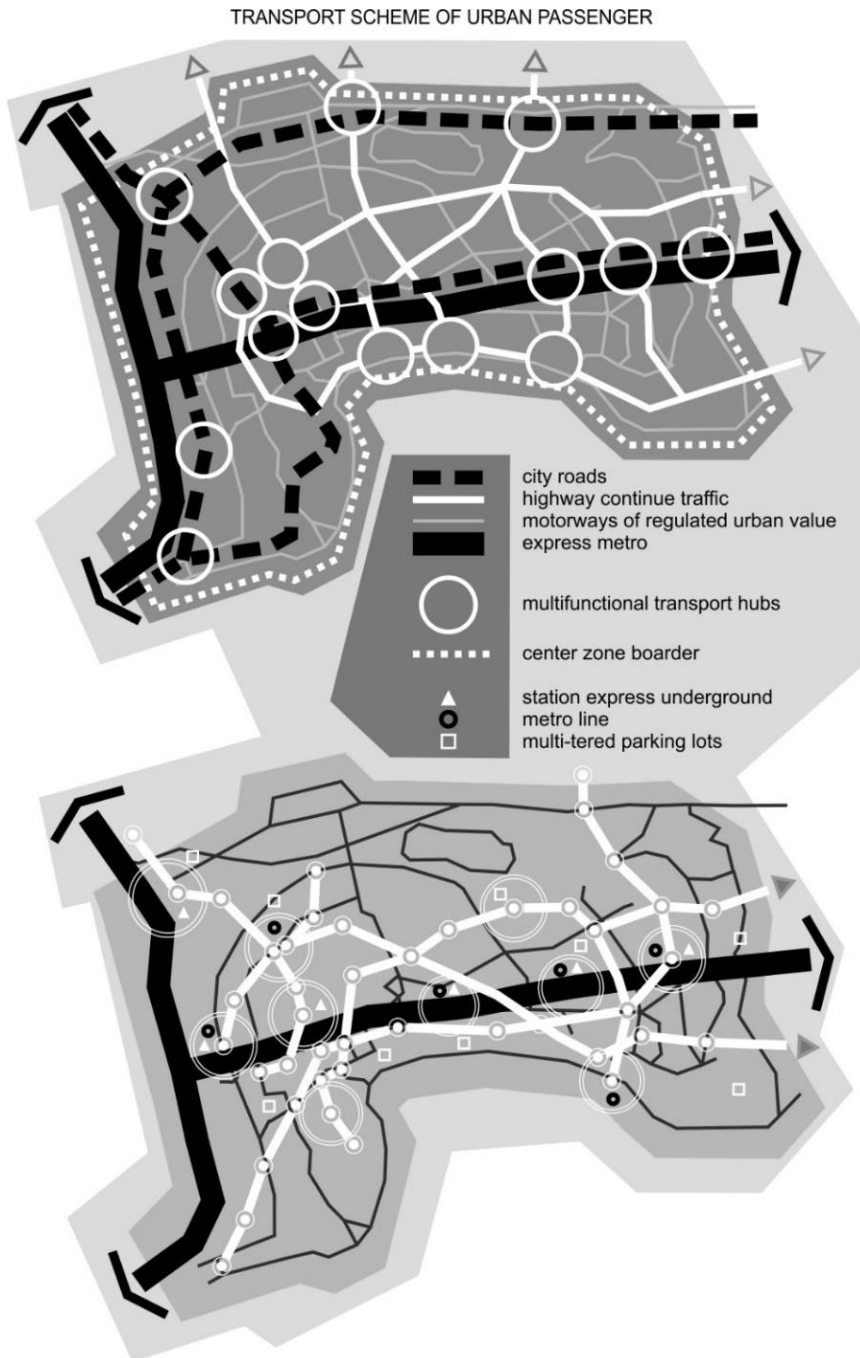 TRANSPORT SCHEME OF URBAN PASSENGER
city roads
highway continue traffic
motorways of regulated urban value
express metro
multifunctional transport hubs
center zone boarder
station express underground
metro line
multi-tered parking lots